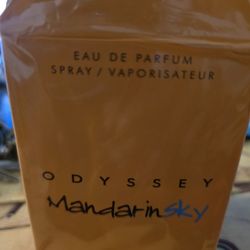 EAU DE PARFUM
SPRAY / VAPORISATEUR
ODYSSEY
Mandarinsky